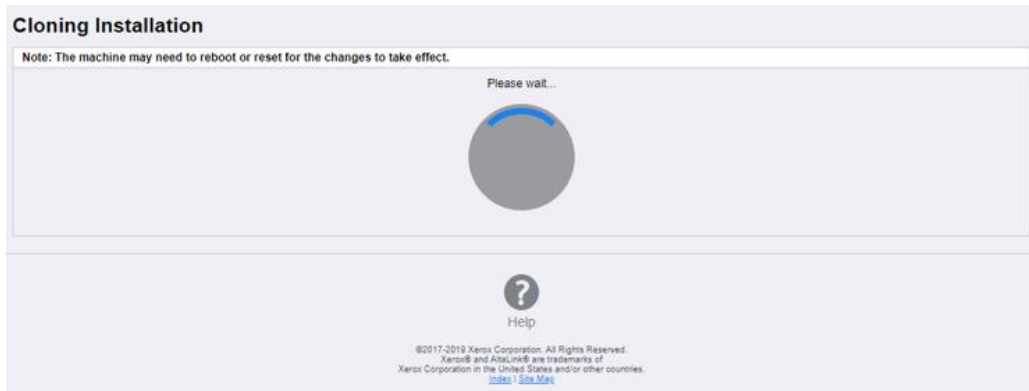 Cloning Installation
Note: The machine may need to reboot or reset for the changes to take effect.
Please wait...
?
Help
©2017-2019 Xerox Corporation. All Rights Reserved.
Xerox® and AltaLink® are trademarks of
Xerox Corporation in the United States and/or other countries.
Index | Site Map